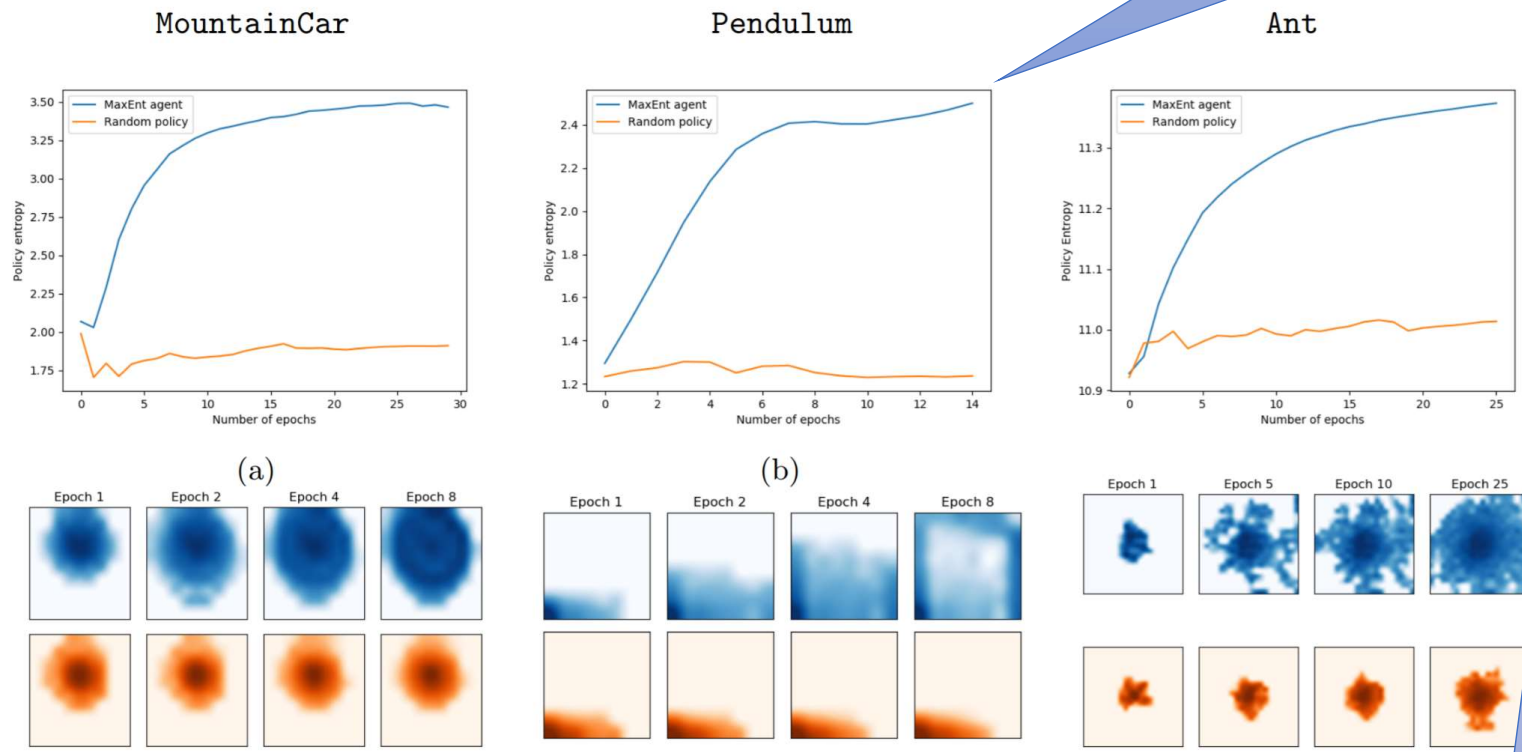 MountainCar
Pendulum
Ant
MaxEnt agent
Random policy
Policy entropy
3.50
3.25
3.00
2.75
2.50
2.25
2.00
1.75
0 5 10 15 20 25 30
Number of epochs
MaxEnt agent
Random policy
Policy entropy
2.4
2.2
2.0
1.8
1.6
1.4
1.2
0 2 4 6 8 10 12 14
Number of epochs
MaxEnt agent
Random policy
Policy Entropy
11.3
11.2
11.1
11.0
10.9
0 5 10 15 20 25
Number of epochs
(a)
Epoch 1 Epoch 2 Epoch 4 Epoch 8
(b)
Epoch 1 Epoch 2 Epoch 4 Epoch 8
Epoch 1 Epoch 5 Epoch 10 Epoch 25